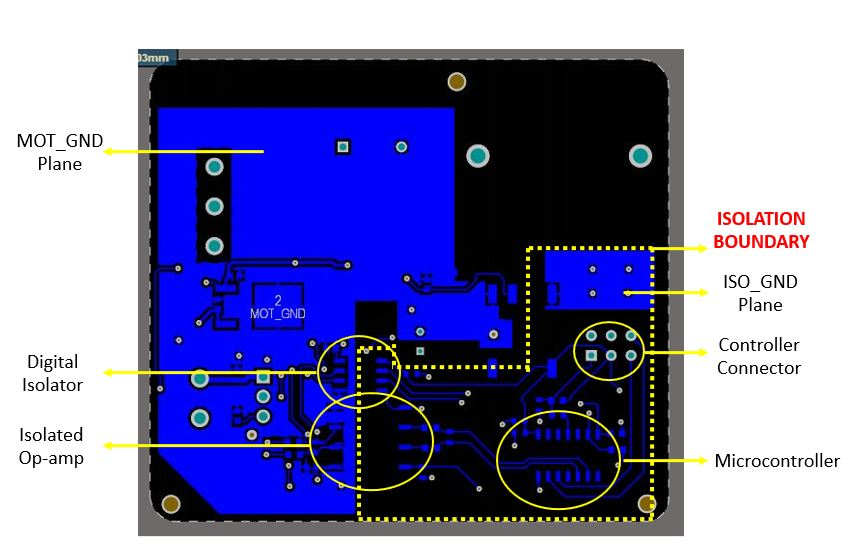 03mm
MOT_GND
Plane
ISOLATION
BOUNDARY
ISO_GND
Plane
2
MOT_GND
Controller
Connector
Digital
Isolator
Isolated
Op-amp
Microcontroller